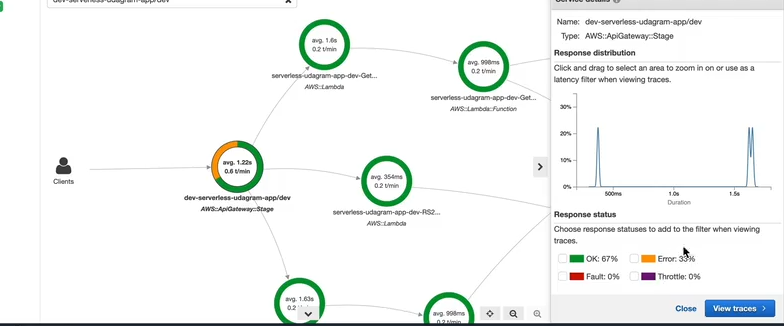 dev-serverless-udagram-app/dev
Service details
avg. 1.6s
0.2 t/min
serverless-udagram-app-dev-Get...
AWS::Lambda
avg. 998ms
0.2 t/min
serverless-udagram-app-dev-Get...
AWS::Lambda::Function
Clients
avg. 1.22s
0.6 t/min
dev-serverless-udagram-app/dev
AWS::ApiGateway::Stage
avg. 354ms
0.2 t/min
serverless-udagram-app-dev-RS2...
AWS::Lambda
avg. 1.63s
0.2
avg. 998ms
0.2 t/min
Name: dev-serverless-udagram-app/dev
Type: AWS::ApiGateway::Stage
Response distribution
Click and drag to select an area to zoom in on or use as a
latency filter when viewing traces.
30%
20%
10%
0%
500ms
1.0s
1.5s
Duration
Response status
Choose response statuses to add to the filter when viewing
traces.
OK: 67%
Error: 33%
Fault: 0%
Throttle: 0%
Close
View traces